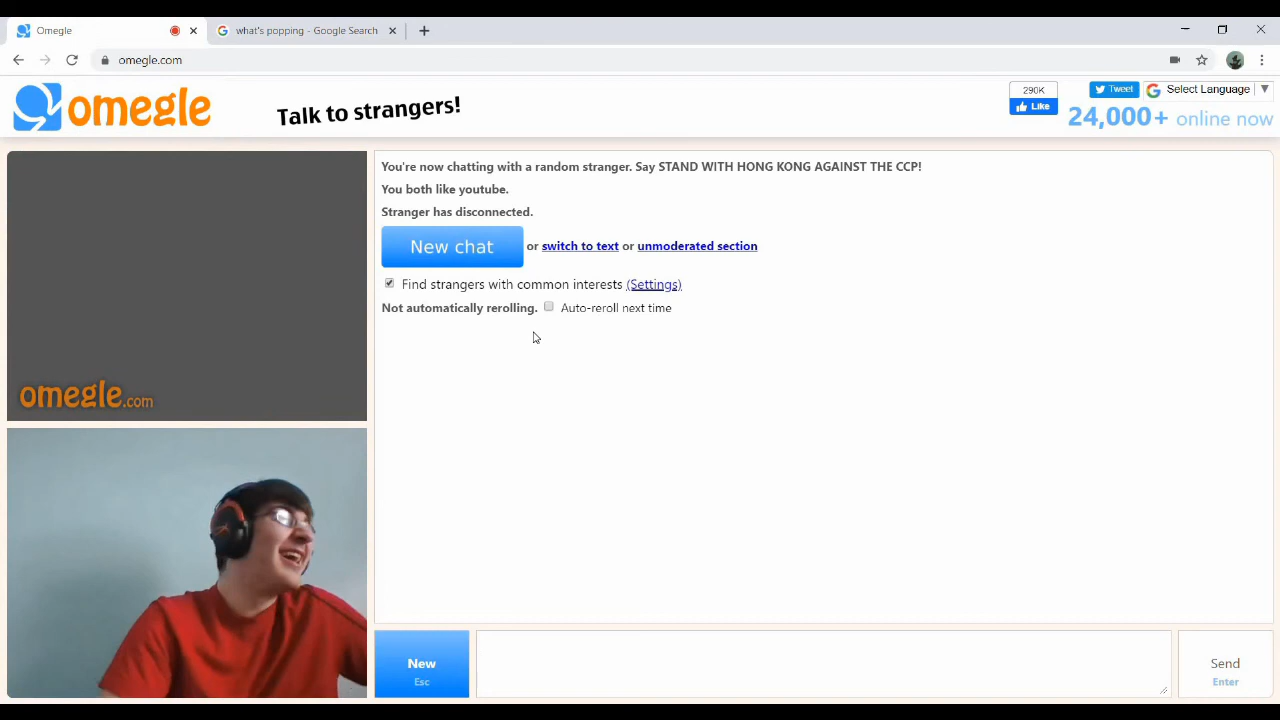 Omegle
what's popping - Google Search
omegle.com
omegle
Talk to strangers!
290K
Like
Tweet
Select Language
24,000+ online now
You're now chatting with a random stranger. Say STAND WITH HONG KONG AGAINST THE CCP!
You both like youtube.
Stranger has disconnected.
New chat or switch to text or unmoderated section
Find strangers with common interests (Settings)
Not automatically rerolling. Auto-reroll next time
omegle.com
New
Esc
Send
Enter